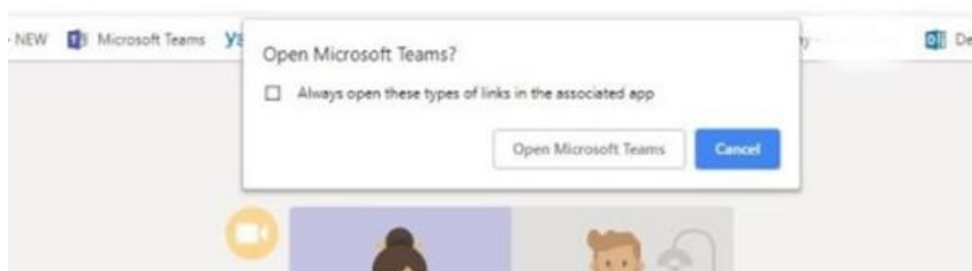 NEW Microsoft Teams De
Open Microsoft Teams?
Always open these types of links in the associated app
Open Microsoft Teams Cancel